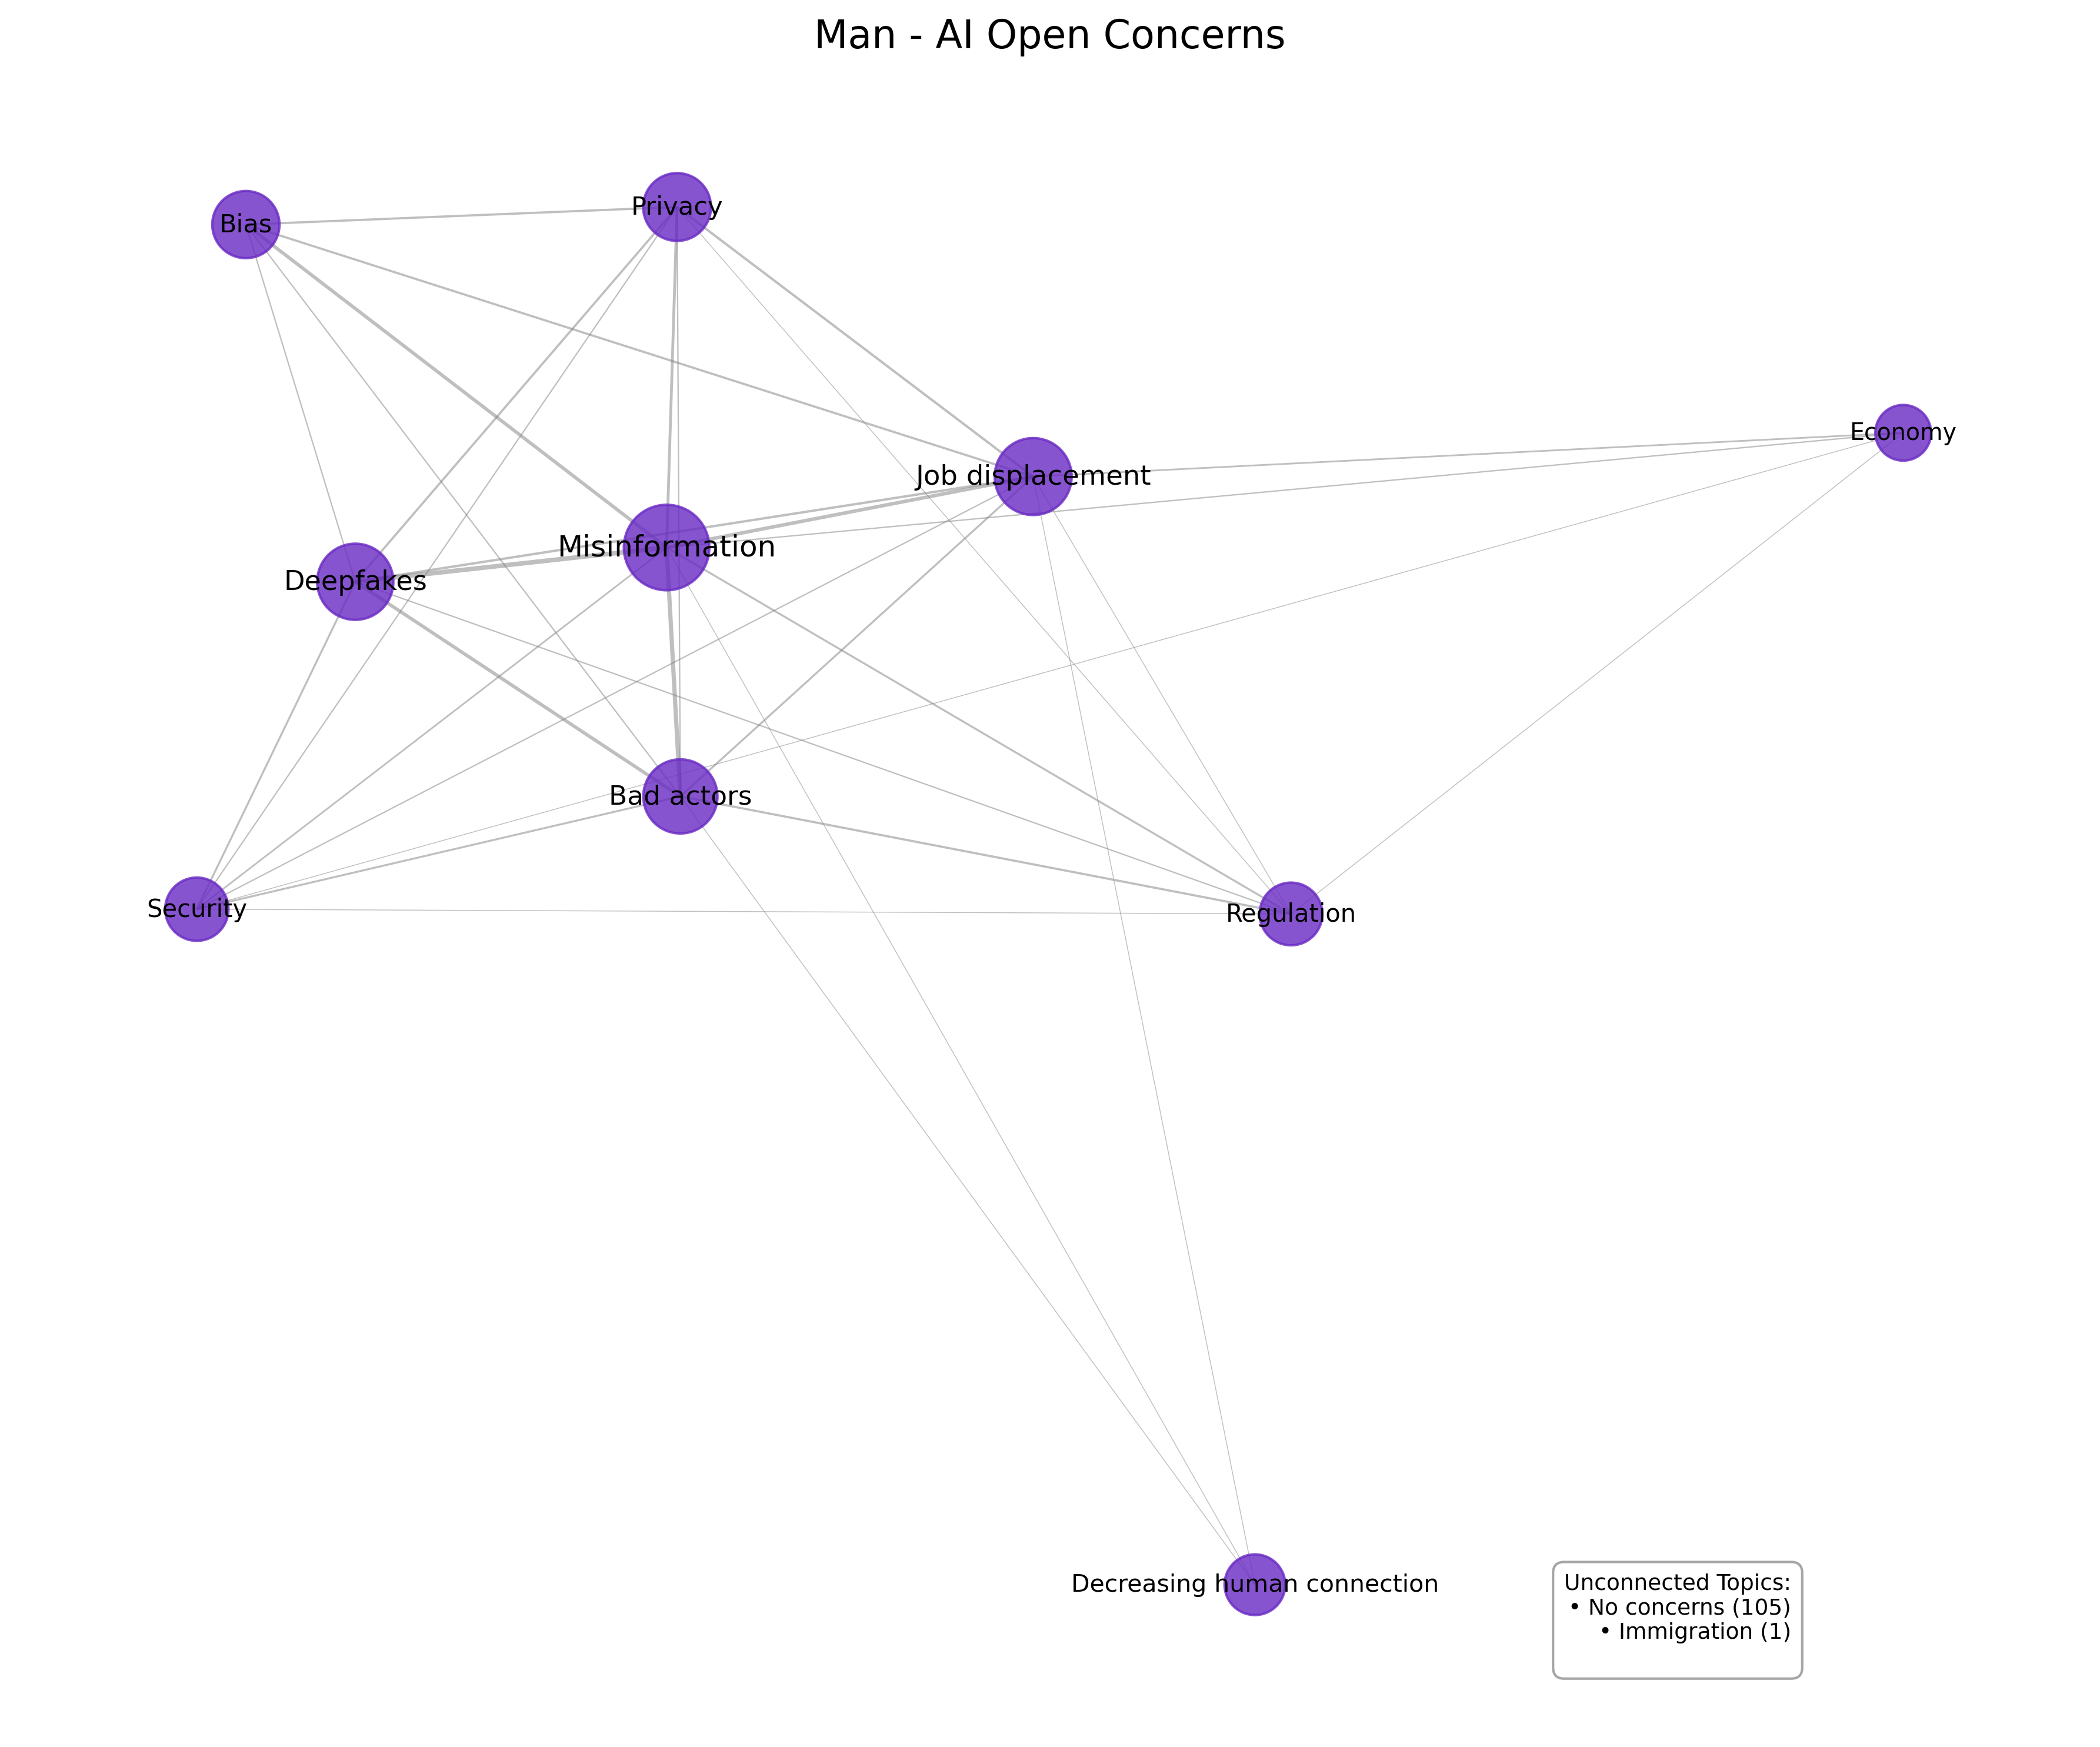 Man - AI Open Concerns
Privacy
Bias
Economy
Job displacement
Misinformation
Deepfakes
Bad actors
Security
Regulation
Decreasing human connection
Unconnected Topics:
• No concerns (105)
• Immigration (1)